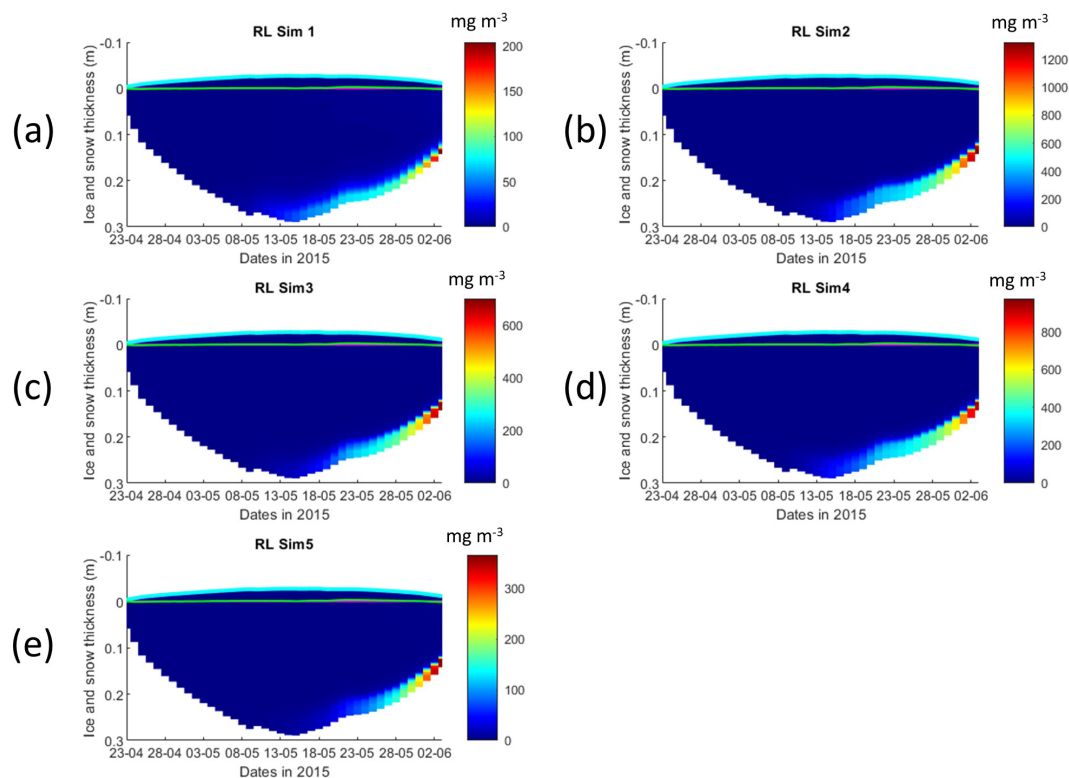 (a)
RL Sim 1
mg m-3
Ice and snow thickness (m)
-0.1
0
0.1
0.2
0.3
23-04 28-04 03-05 08-05 13-05 18-05 23-05 28-05 02-06
Dates in 2015
200
150
100
50
0
(b)
RL Sim2
mg m-3
Ice and snow thickness (m)
-0.1
0
0.1
0.2
0.3
23-04 28-04 03-05 08-05 13-05 18-05 23-05 28-05 02-06
Dates in 2015
1200
1000
800
600
400
200
0
(c)
RL Sim3
mg m-3
Ice and snow thickness (m)
-0.1
0
0.1
0.2
0.3
23-04 28-04 03-05 08-05 13-05 18-05 23-05 28-05 02-06
Dates in 2015
600
400
200
0
(d)
RL Sim4
mg m-3
Ice and snow thickness (m)
-0.1
0
0.1
0.2
0.3
23-04 28-04 03-05 08-05 13-05 18-05 23-05 28-05 02-06
Dates in 2015
800
600
400
200
0
(e)
RL Sim5
mg m-3
Ice and snow thickness (m)
-0.1
0
0.1
0.2
0.3
23-04 28-04 03-05 08-05 13-05 18-05 23-05 28-05 02-06
Dates in 2015
300
200
100
0